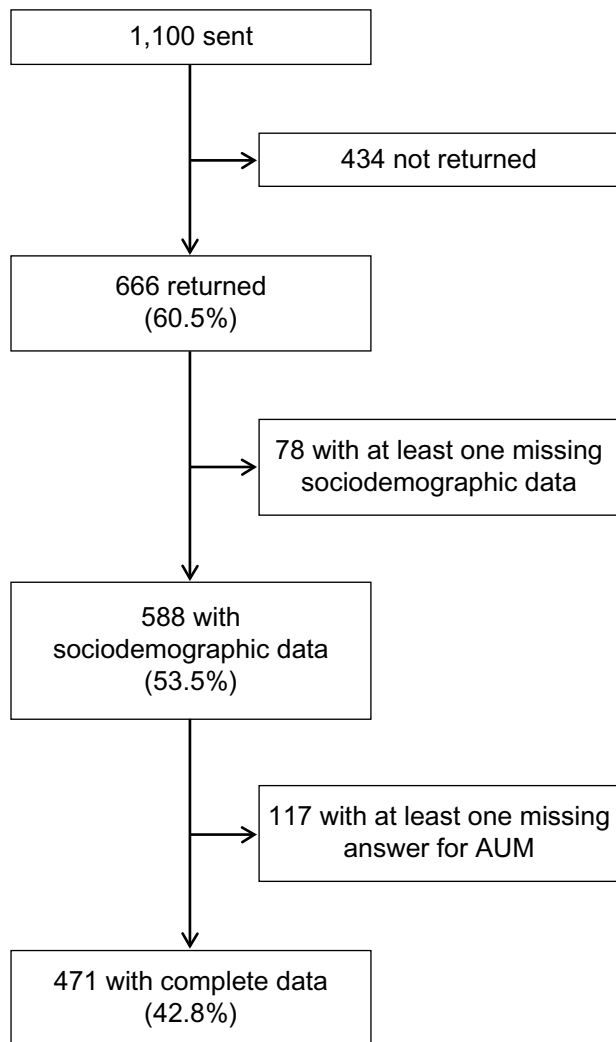 1,100 sent
434 not returned
666 returned
(60.5%)
78 with at least one missing
sociodemographic data
588 with
sociodemographic data
(53.5%)
117 with at least one missing
answer for AUM
471 with complete data
(42.8%)